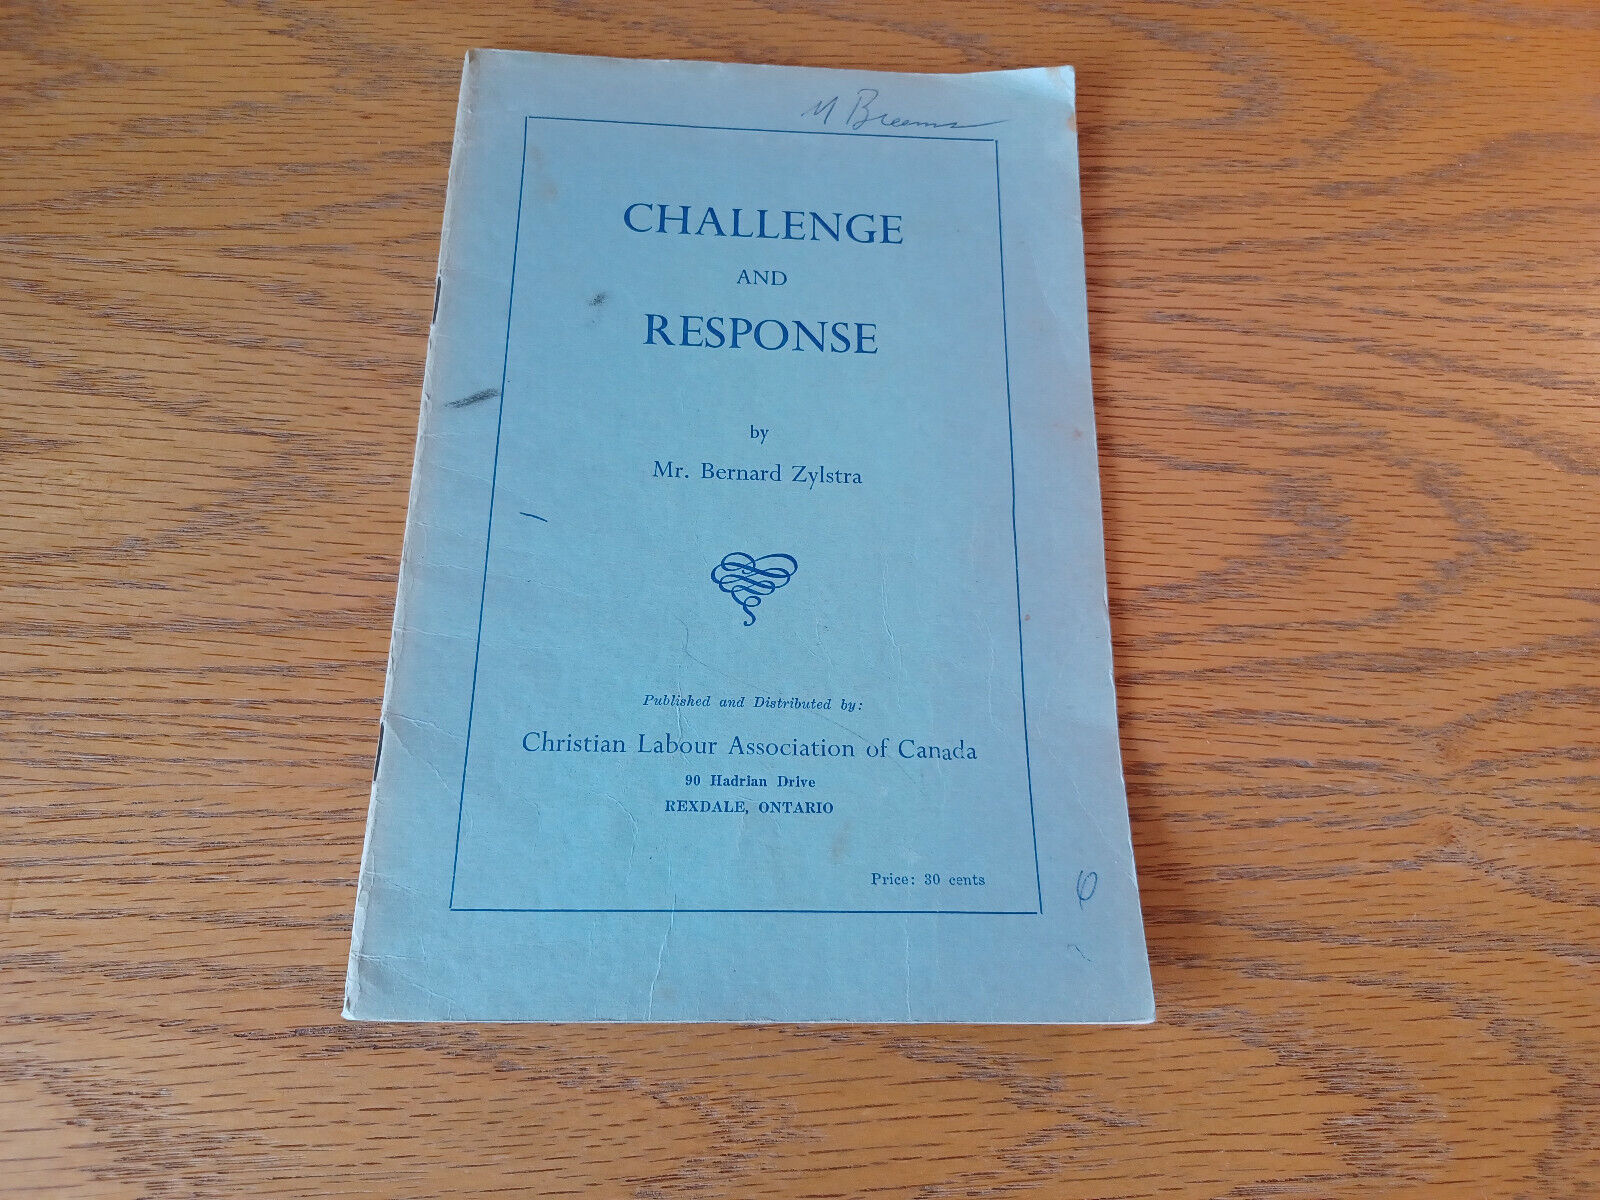 M Breems
CHALLENGE
AND
RESPONSE
by
Mr. Bernard Zylstra
Published and Distributed by:
Christian Labour Association of Canada
90 Hadrian Drive
REXDALE, ONTARIO
Price: 30 cents